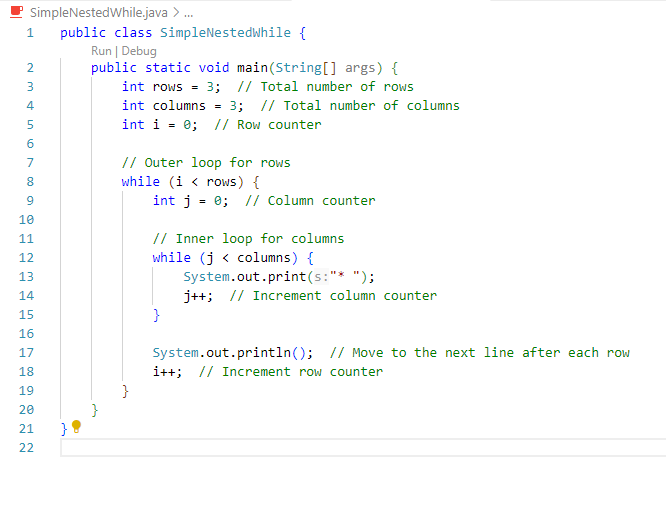 SimpleNestedWhile.java > ...
1 public class SimpleNestedWhile {
Run | Debug
2     public static void main(String[] args) {
3         int rows = 3;  // Total number of rows
4         int columns = 3;  // Total number of columns
5         int i = 0;  // Row counter
6
7         // Outer loop for rows
8         while (i < rows) {
9             int j = 0;  // Column counter
10
11             // Inner loop for columns
12             while (j < columns) {
13                 System.out.print(s:"* ");
14                 j++;  // Increment column counter
15             }
16
17             System.out.println();  // Move to the next line after each row
18             i++;  // Increment row counter
19         }
20     }
21 }
22